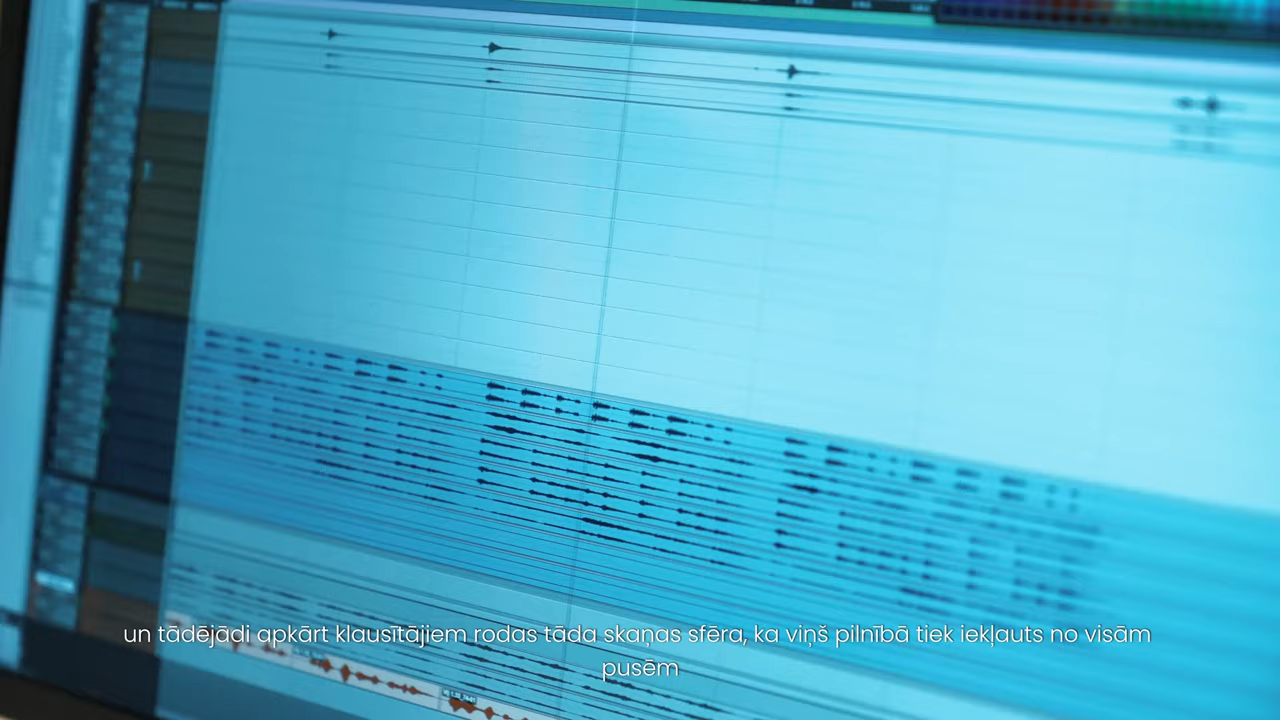 un tādējādi apkārt klausītājiem rodas tāda skaņas sfēra, ka viņš pilnībā tiek iekļauts no visām
pusēm